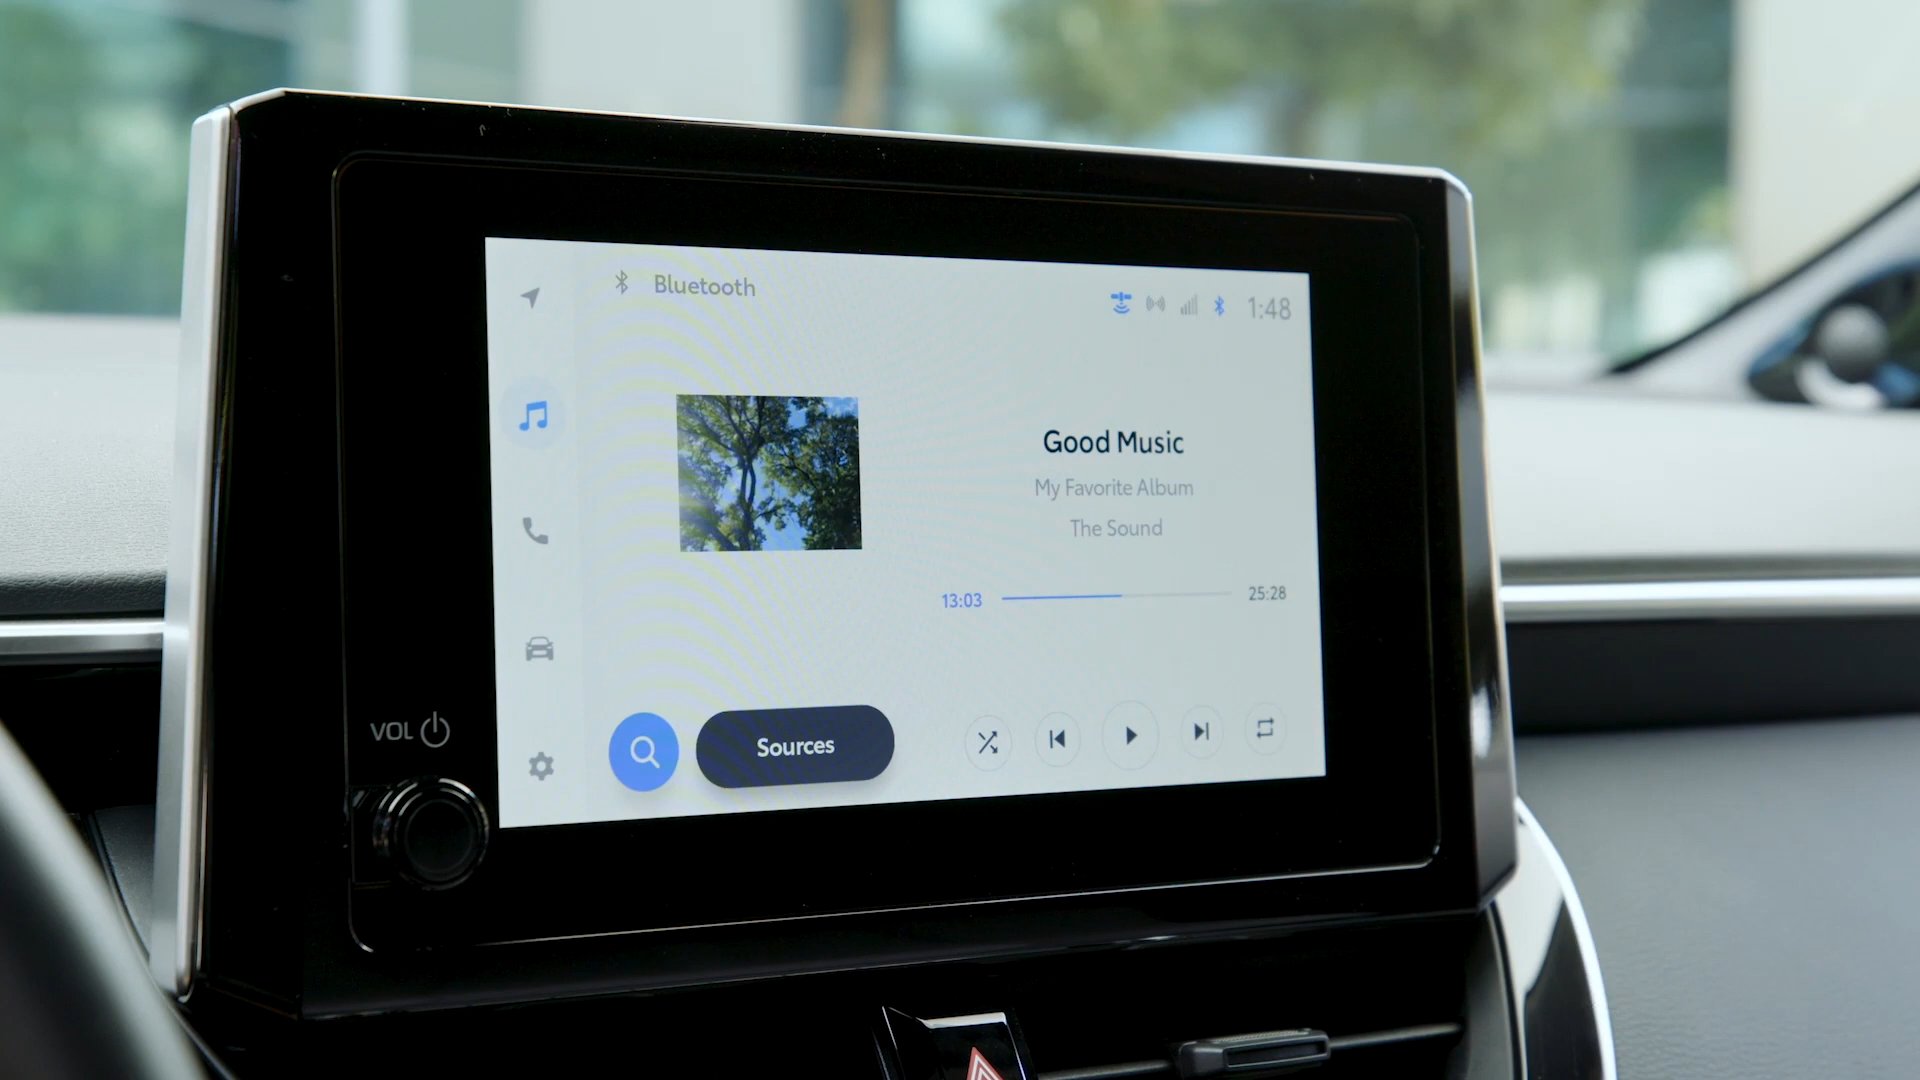 Bluetooth
1:48
Good Music
My Favorite Album
The Sound
13:03
25:28
VOL
Sources